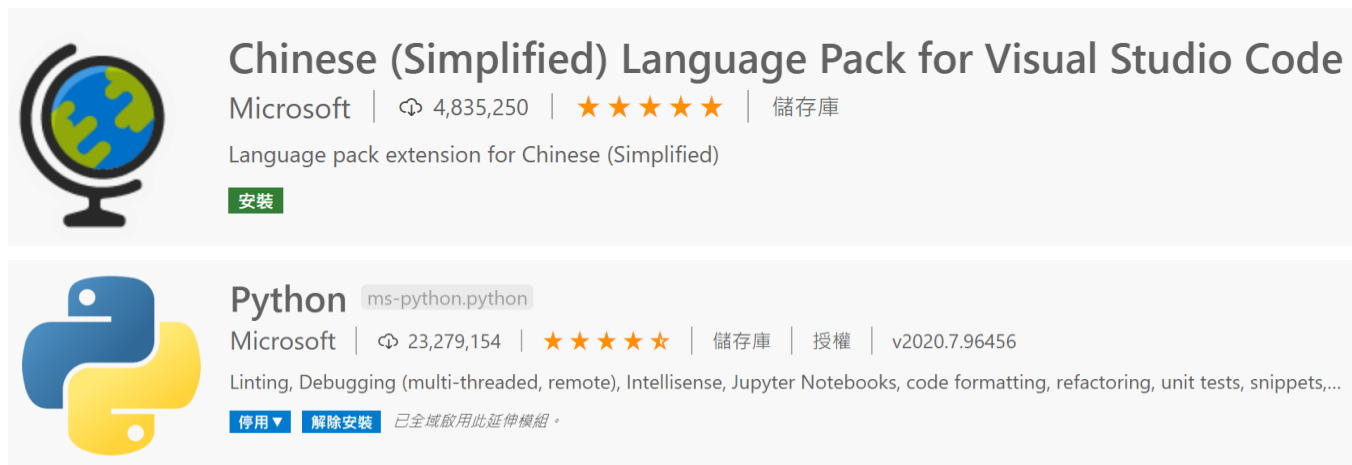 Chinese (Simplified) Language Pack for Visual Studio Code
Microsoft 4,835,250 ★★★★★ 儲存庫
Language pack extension for Chinese (Simplified)
安裝
Python ms-python.python
Microsoft 23,279,154 儲存庫 授權 v2020.7.96456
Linting, Debugging (multi-threaded, remote), Intellisense, Jupyter Notebooks, code formatting, refactoring, unit tests, snippets,...
停用▼ 解除安裝 已全域啟用此延伸模組。